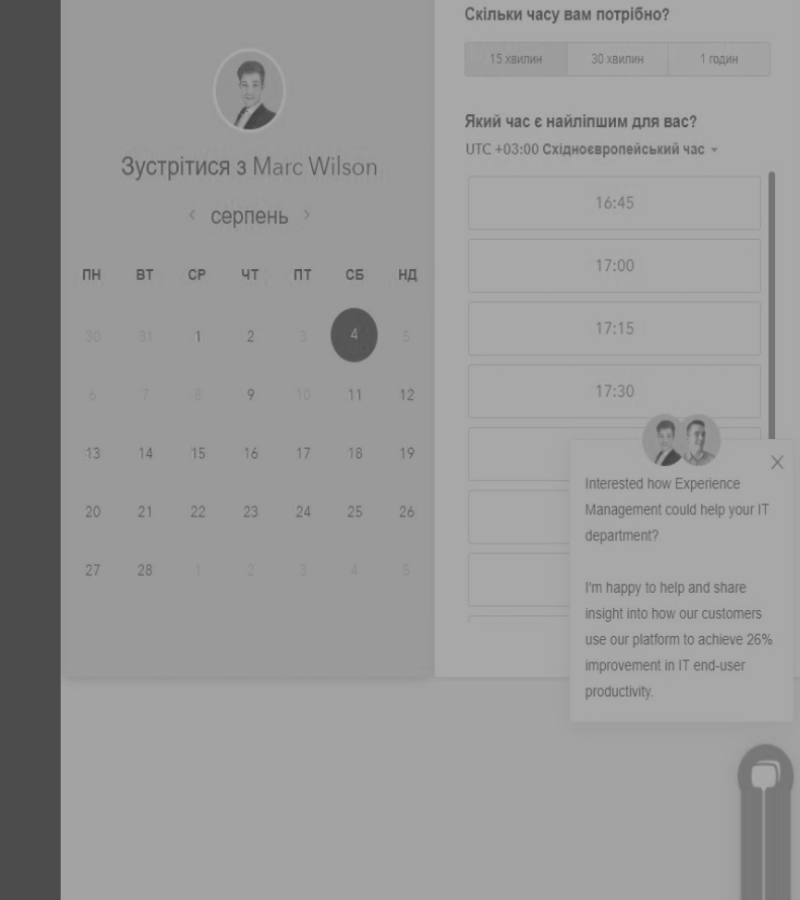 Зустрітися з Marc Wilson
‹ серпень ›
ПН ВТ СР ЧТ ПТ СБ НД
30 31 1 2 3 4 5
6 7 8 9 10 11 12
13 14 15 16 17 18 19
20 21 22 23 24 25 26
27 28 1 2 3 4 5
Скільки часу вам потрібно?
15 хвилин 30 хвилин 1 годин
Який час є найліпшим для вас?
UTC +03:00 Східноєвропейський час
16:45
17:00
17:15
17:30
Interested how Experience
Management could help your IT
department?
I'm happy to help and share
insight into how our customers
use our platform to achieve 26%
improvement in IT end-user
productivity.